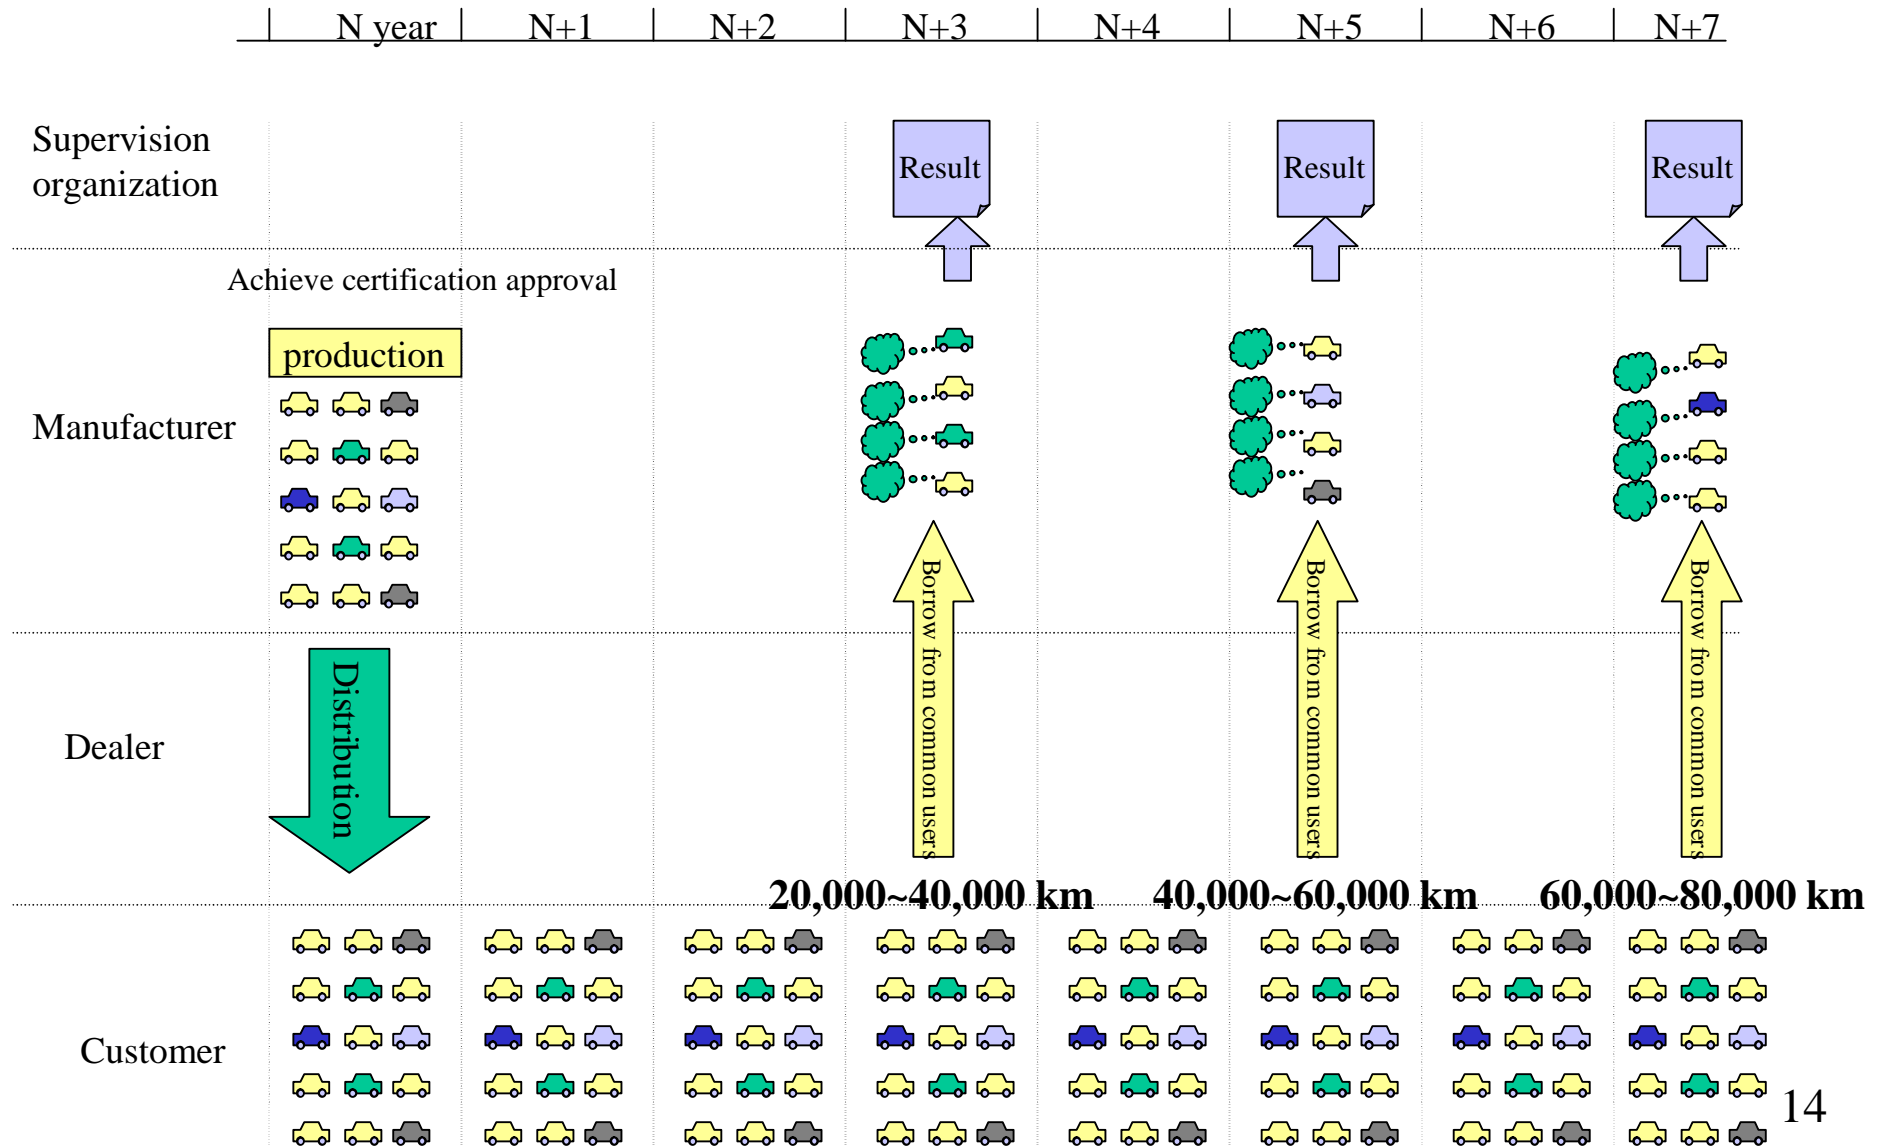 N year N+1 N+2 N+3 N+4 N+5 N+6 N+7
Supervision
organization
Result Result Result
Achieve certification approval
production
Manufacturer
Distribution
Borrow from common users
Borrow from common users
Borrow from common users
Dealer
20,000~40,000 km 40,000~60,000 km 60,000~80,000 km
Customer
14